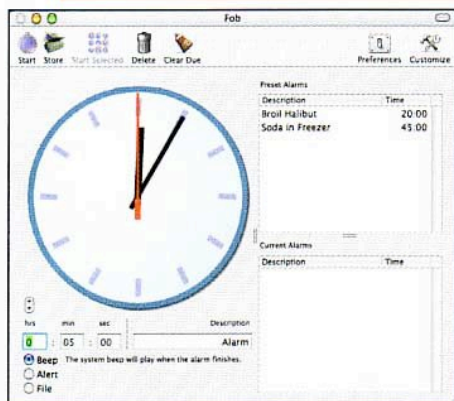 Fob
Start Store Start Selected Delete Clear Due Preferences Customize
Preset Alarms
Description Time
Broil Halibut 20:00
Soda in Freezer 45:00
Current Alarms
Description Time
hrs min sec Description
0 : 05 : 00 Alarm
Beep The system beep will play when the alarm finishes.
Alert
File